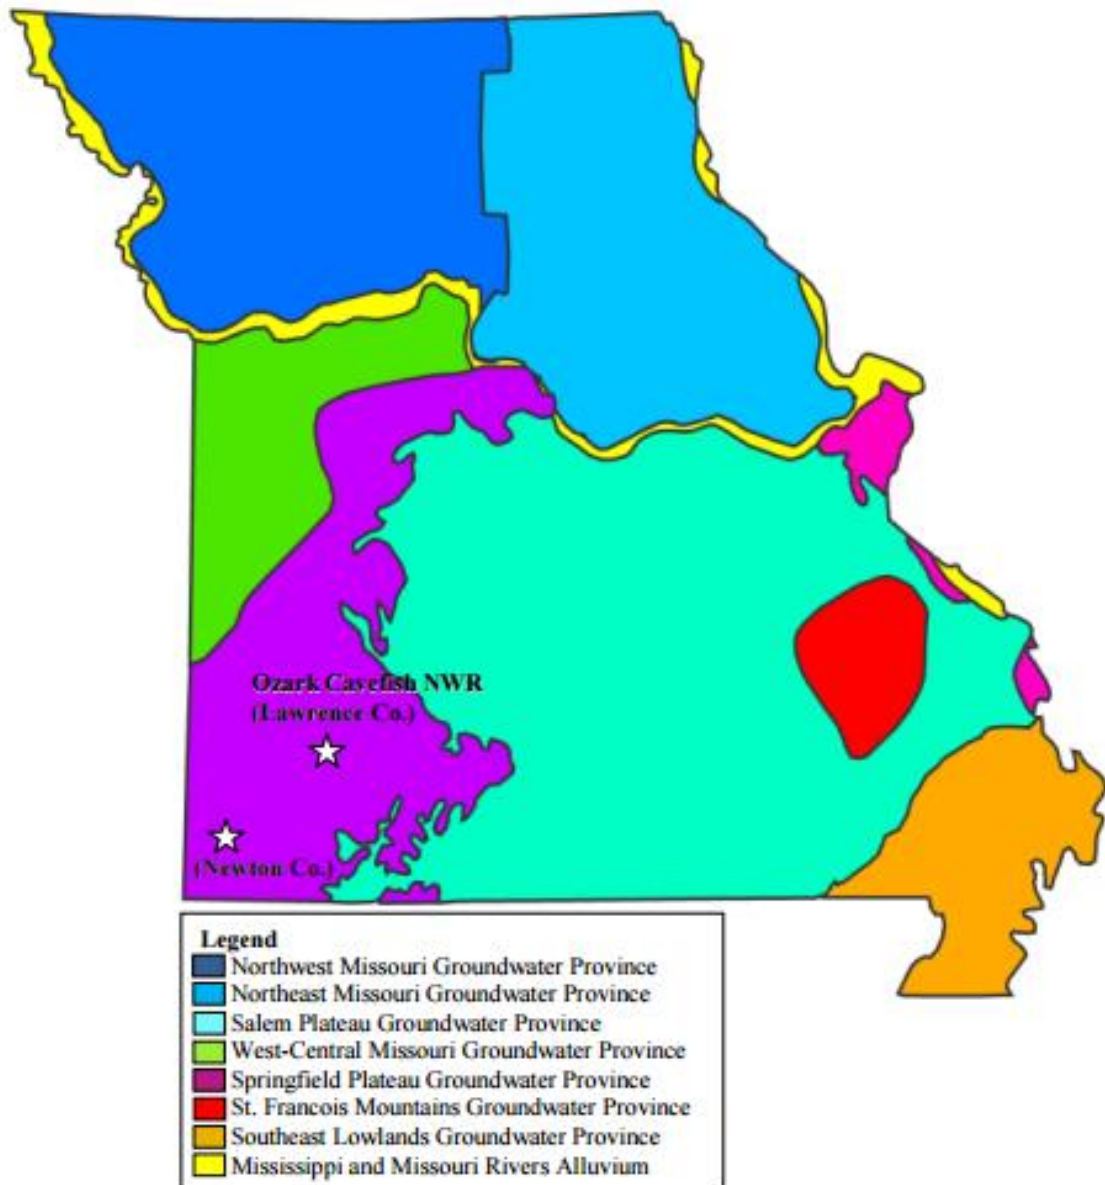 Ozark Cavefish NWR
(Lawrence Co.)
(Newton Co.)
Legend
Northwest Missouri Groundwater Province
Northeast Missouri Groundwater Province
Salem Plateau Groundwater Province
West-Central Missouri Groundwater Province
Springfield Plateau Groundwater Province
St. Francois Mountains Groundwater Province
Southeast Lowlands Groundwater Province
Mississippi and Missouri Rivers Alluvium